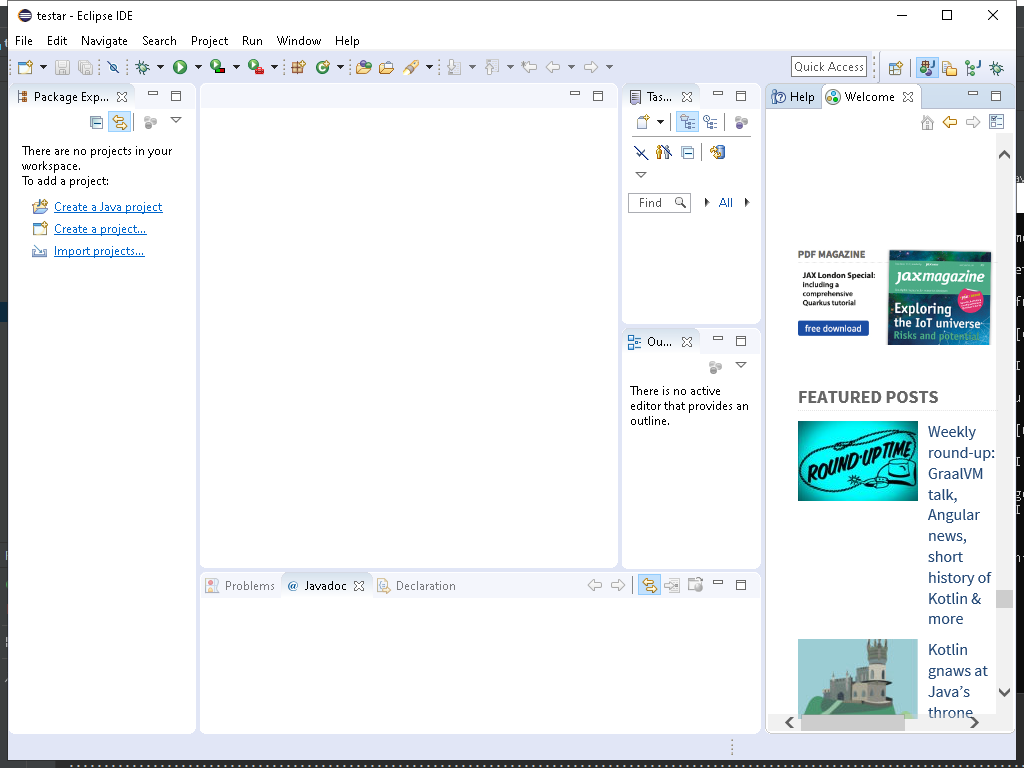 testar - Eclipse IDE
File Edit Navigate Search Project Run Window Help
Quick Access
Package Exp...
There are no projects in your
workspace.
To add a project:
Create a Java project
Create a project...
Import projects...
Tas...
Find
All
Ou...
There is no active
editor that provides an
outline.
Problems @ Javadoc Declaration
Help Welcome
PDF MAGAZINE
JAX London Special:
including a
comprehensive
Quarkus tutorial
free download
jaxmagazine
Exploring
the IoT universe
Risks and potential
FEATURED POSTS
ROUND-UP TIME
Weekly
round-up:
GraalVM
talk,
Angular
news,
short
history of
Kotlin &
more
Kotlin
gnaws at
Java's
throne